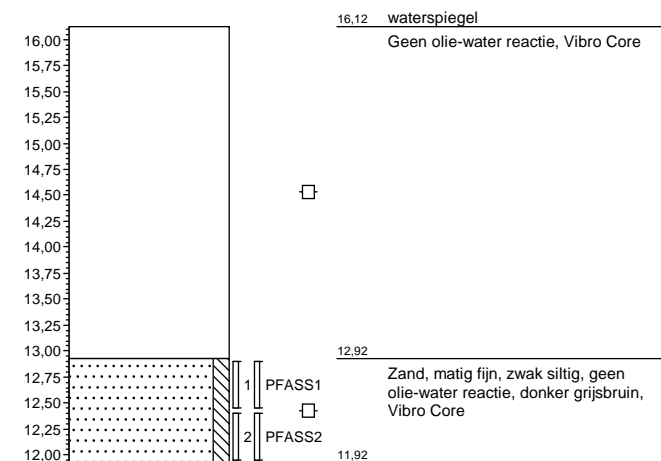 16,12 waterspiegel
16,00
Geen olie-water reactie, Vibro Core
15,75
15,50
15,25
15,00
14,75
14,50
14,25
14,00
13,75
13,50
13,25
13,00
12,92
12,75
1 PFASS1
Zand, matig fijn, zwak siltig, geen
olie-water reactie, donker grijsbruin,
Vibro Core
12,50
12,25
2 PFASS2
12,00
11,92